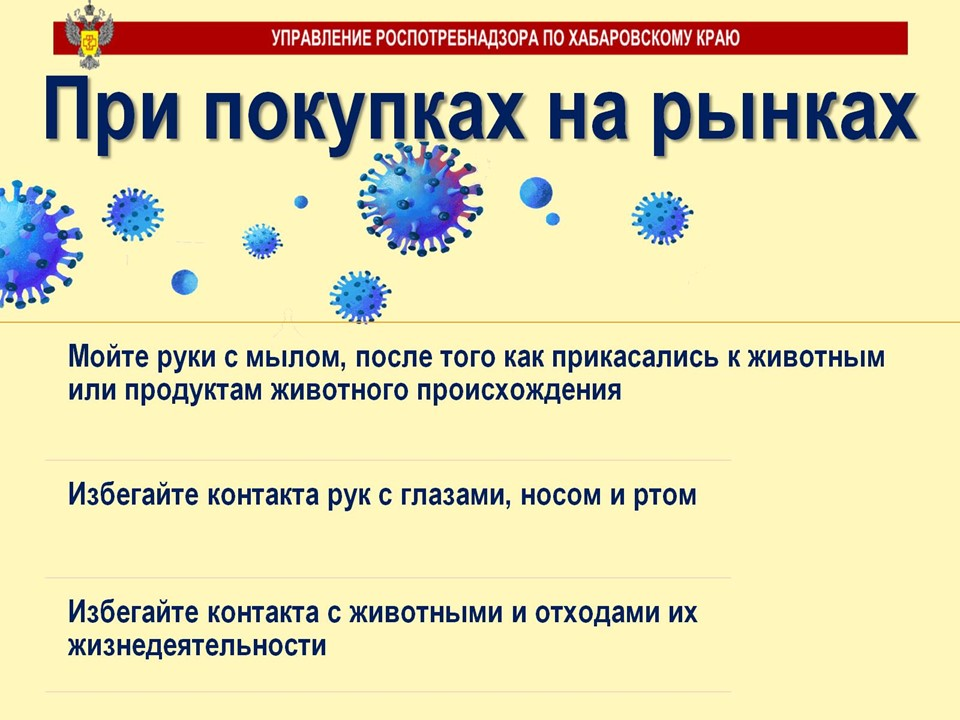 УПРАВЛЕНИЕ РОСПОТРЕБНАДЗОРА ПО ХАБАРОВСКОМУ КРАЮ
При покупках на рынках
Мойте руки с мылом, после того как прикасались к животным
или продуктам животного происхождения
Избегайте контакта рук с глазами, носом и ртом
Избегайте контакта с животными и отходами их
жизнедеятельности